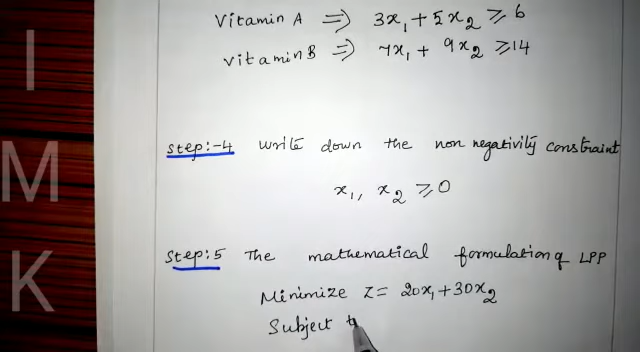 Vitamin A ⇒ 3x₁ + 5x₂ ≥ 6
Vitamin B ⇒ 7x₁ + 9x₂ ≥ 14
Step:-4 Write down the non negativity constraint
x₁, x₂ ≥ 0
Step:5 The mathematical formulation of LPP
Minimize Z = 20x₁ + 30x₂
Subject t
I
M
K